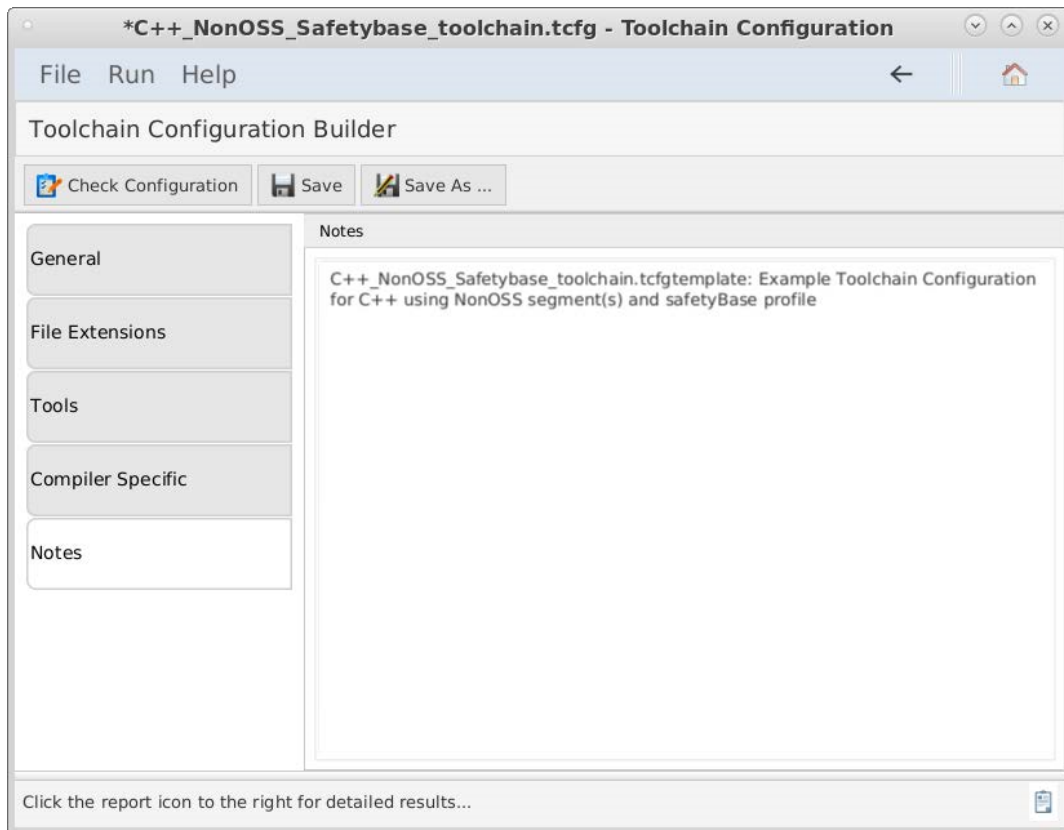 *C++_NonOSS_Safetybase_toolchain.tcfg - Toolchain Configuration
File Run Help
Toolchain Configuration Builder
Check Configuration Save Save As ...
Notes
General
File Extensions
Tools
Compiler Specific
Notes
C++_NonOSS_Safetybase_toolchain.tcfgtemplate: Example Toolchain Configuration
for C++ using NonOSS segment(s) and safetyBase profile
Click the report icon to the right for detailed results...